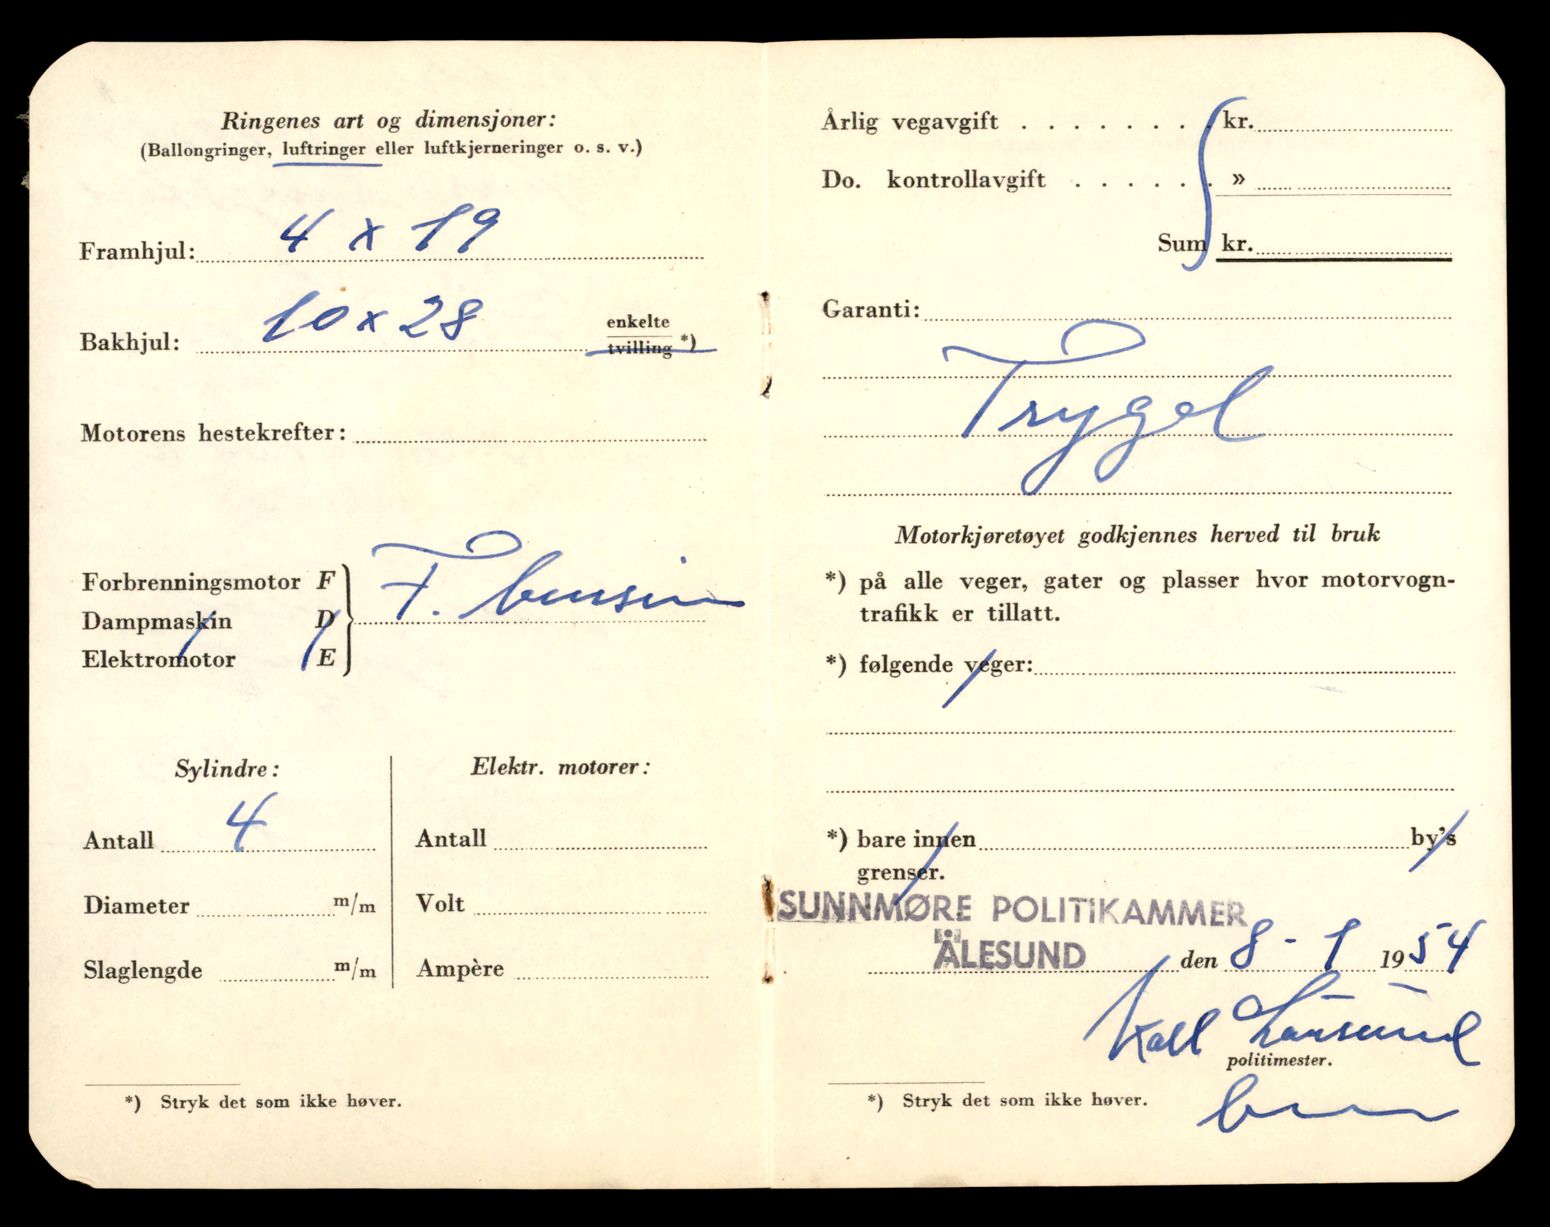 Ringenes art og dimensjoner:
(Ballongringer, luftringer eller luftkjerneringer o. s. v.)
Framhjul: 4 x 19
Bakhjul: 10 x 28 enkelte
tvilling *)
Motorens hestekrefter:
Forbrenningsmotor F
Dampmaskin D
Elektromotor E
F. bensin
Sylindre:
Antall 4
Diameter m/m
Slaglengde m/m
Elektr. motorer:
Antall
Volt
Ampère
*) Stryk det som ikke høver.
Årlig vegavgift . . . . . . . . kr.
Do. kontrollavgift . . . . . . »
Sum kr.
Garanti:
Trygd
Motorkjøretøyet godkjennes herved til bruk
*) på alle veger, gater og plasser hvor motorvogn-
trafikk er tillatt.
*) følgende veger:
*) bare innen by's
grenser.
SUNNMØRE POLITIKAMMER
ÅLESUND den 8 - 1 1954
politimester.
*) Stryk det som ikke høver.